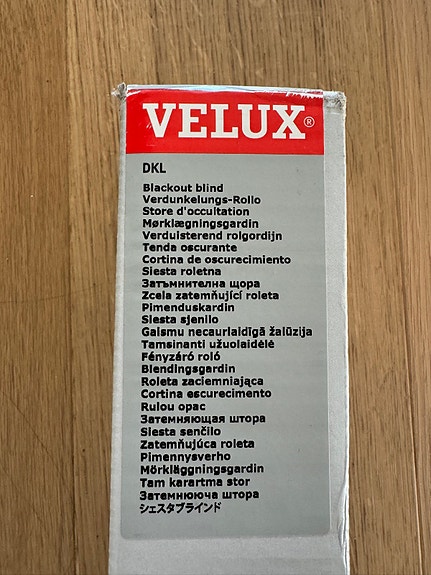 VELUX®
DKL
Blackout blind
Verdunkelungs-Rollo
Store d'occultation
Mørklægningsgardin
Verduisterend rolgordijn
Tenda oscurante
Cortina de oscurecimiento
Siesta roletna
Затъмнителна щора
Zcela zatemňující roleta
Pimenduskardin
Siesta sjenilo
Gaismu necaurlaidīgā žalūzija
Tamsinanti užuolaidėlė
Fényzáró roló
Blendingsgardin
Roleta zaciemniająca
Cortina escurecimento
Rulou opac
Затемняющая штора
Siesta senčilo
Zatemňujúca roleta
Pimennysverho
Mörkläggningsgardin
Tam karartma stor
Затемнююча штора
シェスタブラインド